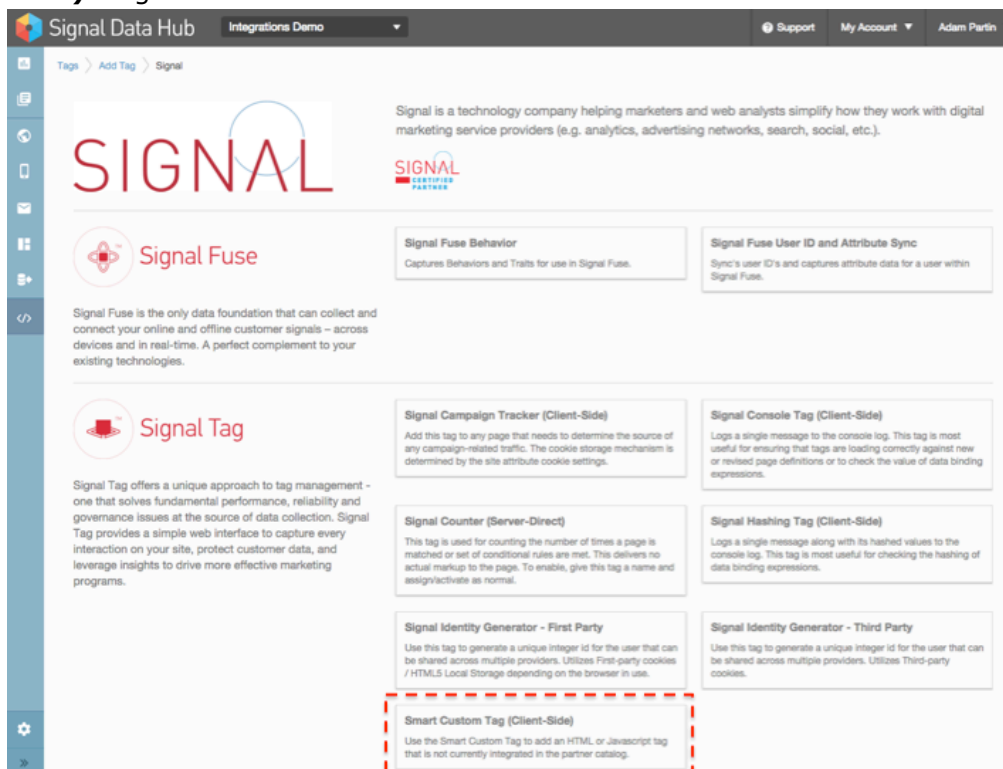 Signal Data Hub
Integrations Demo
Support
My Account
Adam Partin
Tags > Add Tag > Signal
SIGNAL
Signal is a technology company helping marketers and web analysts simplify how they work with digital
marketing service providers (e.g. analytics, advertising networks, search, social, etc.).
SIGNAL
CERTIFIED
PARTNER
Signal Fuse
Signal Fuse is the only data foundation that can collect and
connect your online and offline customer signals – across
devices and in real-time. A perfect complement to your
existing technologies.
Signal Fuse Behavior
Captures Behaviors and Traits for use in Signal Fuse.
Signal Fuse User ID and Attribute Sync
Sync's user ID's and captures attribute data for a user within
Signal Fuse.
Signal Tag
Signal Tag offers a unique approach to tag management -
one that solves fundamental performance, reliability and
governance issues at the source of data collection. Signal
Tag provides a simple web interface to capture every
interaction on your site, protect customer data, and
leverage insights to drive more effective marketing
programs.
Signal Campaign Tracker (Client-Side)
Add this tag to any page that needs to determine the source of
any campaign-related traffic. The cookie storage mechanism is
determined by the site attribute cookie settings.
Signal Console Tag (Client-Side)
Logs a single message to the console log. This tag is most
useful for ensuring that tags are loading correctly against new
or revised page definitions or to check the value of data binding
expressions.
Signal Counter (Server-Direct)
This tag is used for counting the number of times a page is
matched or set of conditional rules are met. This delivers no
actual markup to the page. To enable, give this tag a name and
assign/activate as normal.
Signal Hashing Tag (Client-Side)
Logs a single message along with its hashed values to the
console log. This tag is most useful for checking the hashing of
data binding expressions.
Signal Identity Generator - First Party
Use this tag to generate a unique integer id for the user that can
be shared across multiple providers. Utilizes First-party cookies
/ HTML5 Local Storage depending on the browser in use.
Signal Identity Generator - Third Party
Use this tag to generate a unique integer id for the user that can
be shared across multiple providers. Utilizes Third-party
cookies.
Smart Custom Tag (Client-Side)
Use the Smart Custom Tag to add an HTML or Javascript tag
that is not currently integrated in the partner catalog.